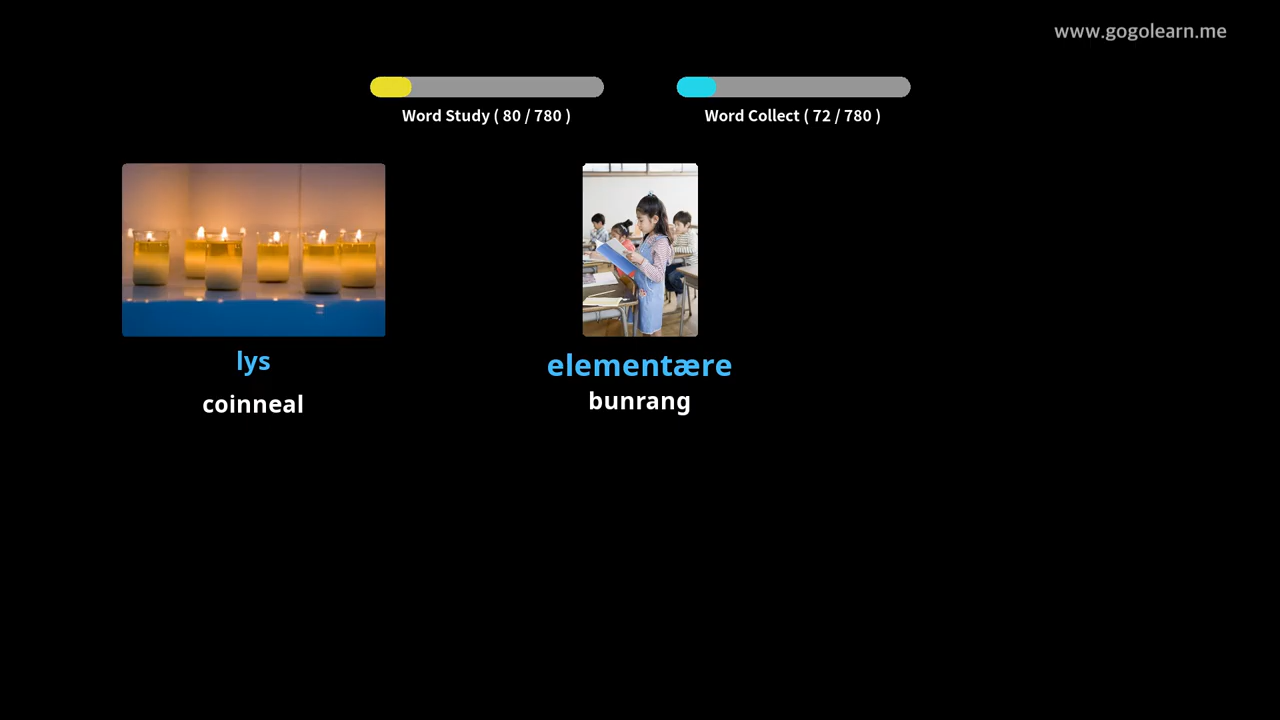 www.gogolearn.me
Word Study ( 80 / 780 )
Word Collect ( 72 / 780 )
lys
coinneal
elementære
bunrang